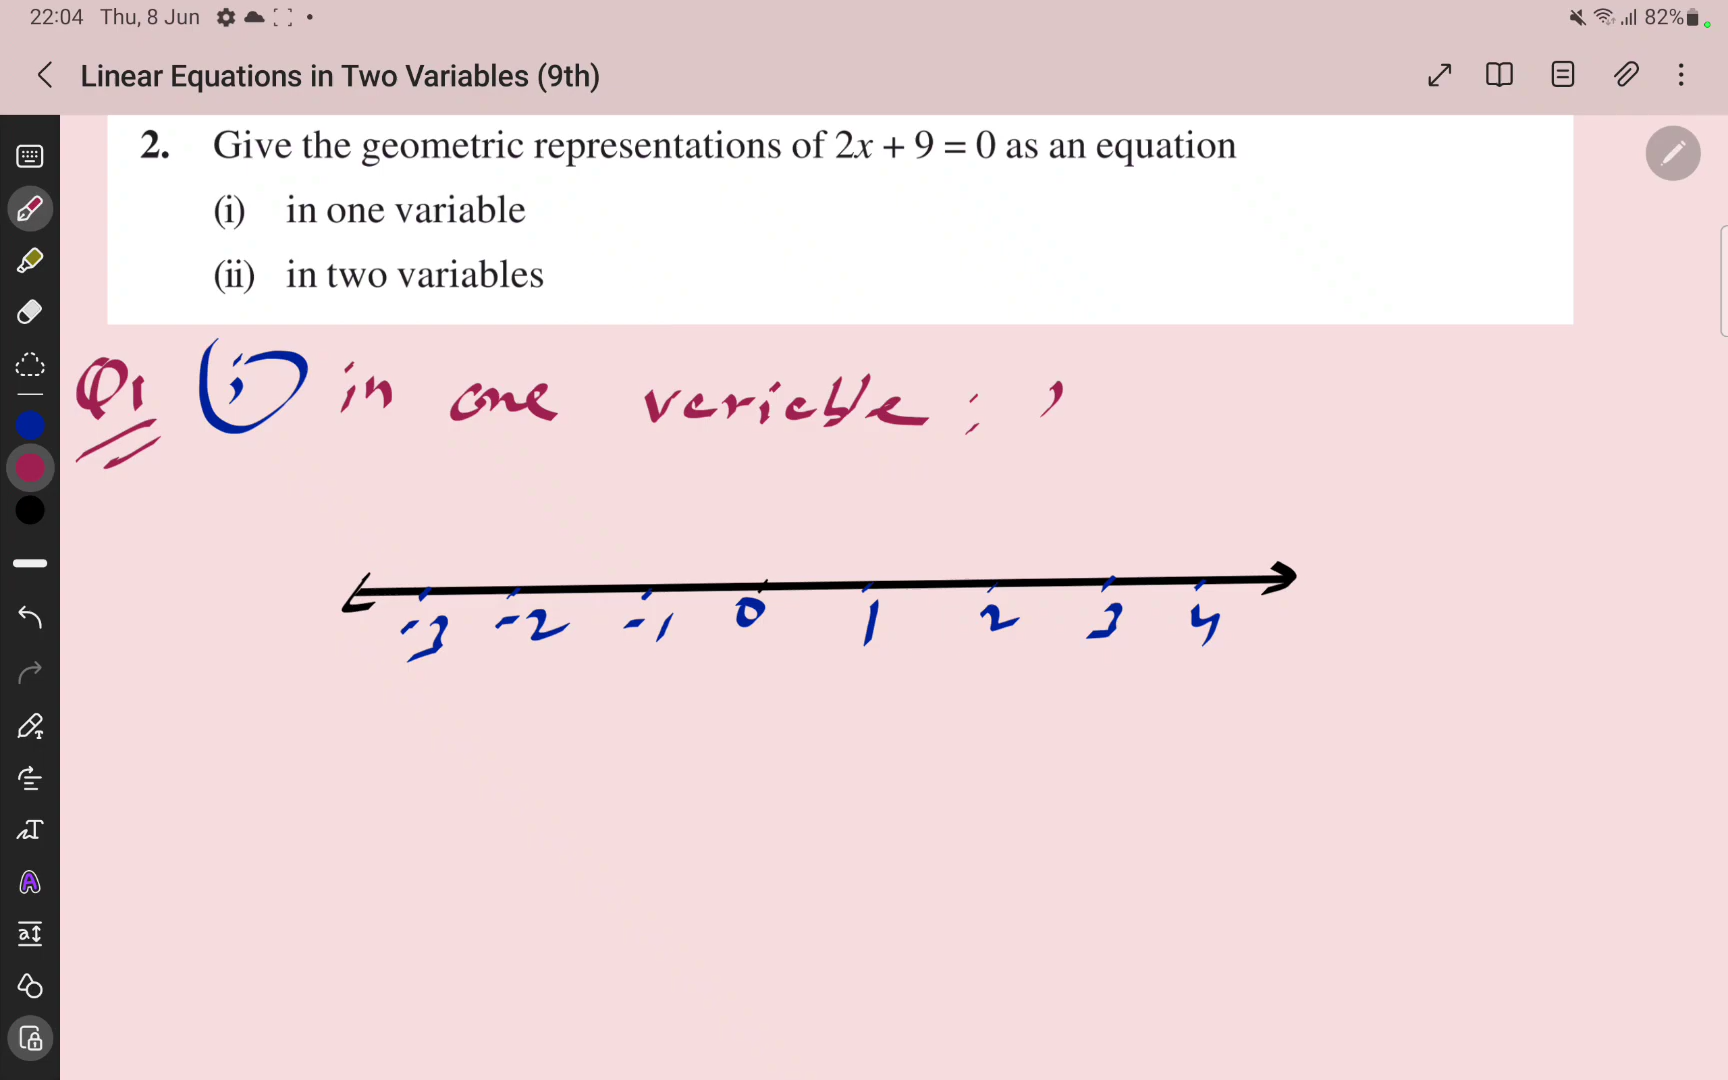 22:04 Thu, 8 Jun 82%
Linear Equations in Two Variables (9th)
2. Give the geometric representations of 2x + 9 = 0 as an equation
(i) in one variable
(ii) in two variables
Q1 (i) in one varieble ; ,
-3 -2 -1 0 1 2 3 4